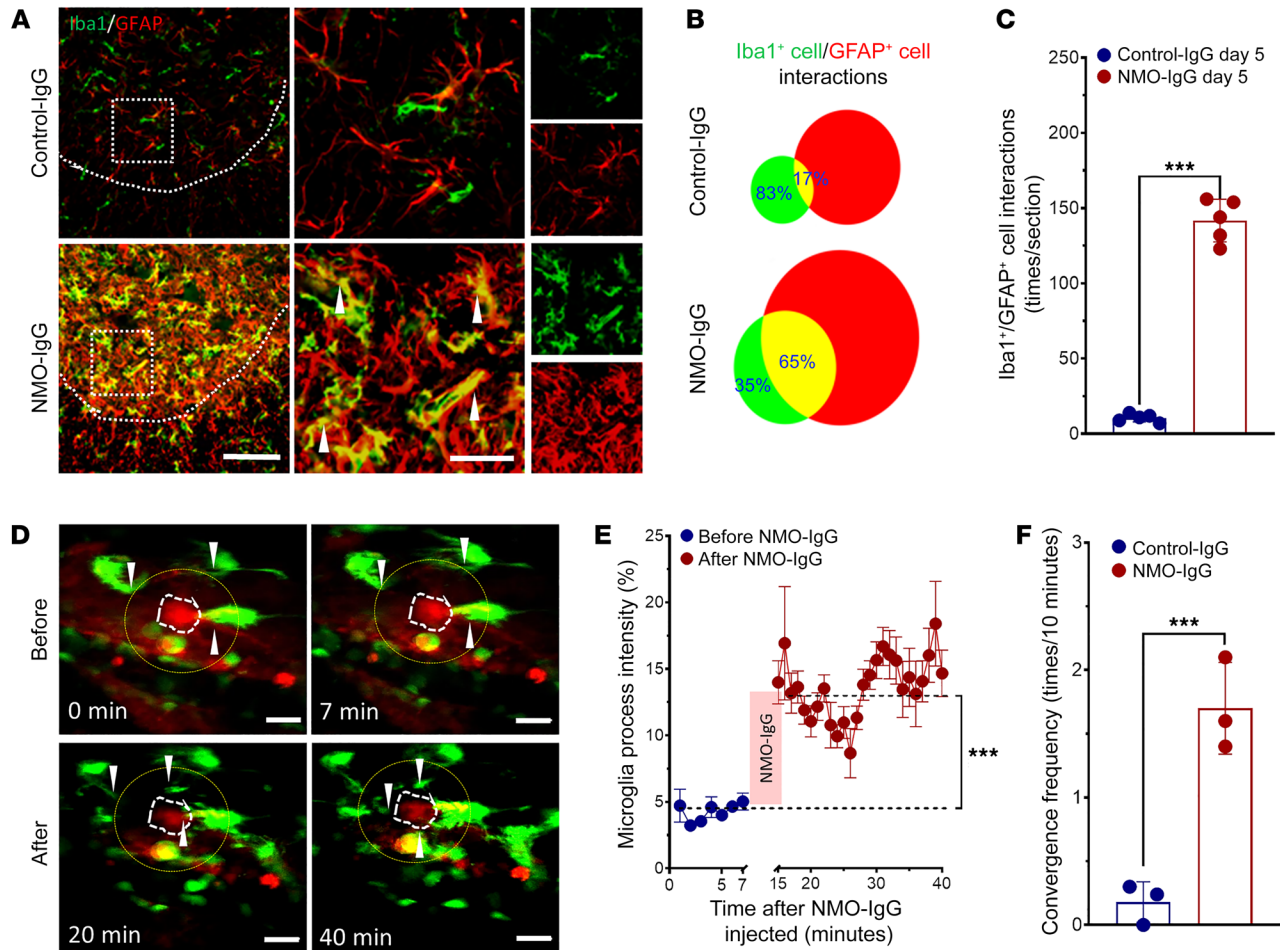 A
Iba1/GFAP
Control-IgG
NMO-IgG
B
Iba1⁺ cell/GFAP⁺ cell
interactions
Control-IgG
83%
17%
NMO-IgG
35%
65%
C
Control-IgG day 5
NMO-IgG day 5
Iba1⁺/GFAP⁺ cell interactions
(times/section)
250
200
150
100
50
0
***
D
Before
0 min
7 min
After
20 min
40 min
E
Before NMO-IgG
After NMO-IgG
Microglia process intensity (%)
25
20
15
10
5
0
NMO-IgG
***
0
5
7
15
20
30
40
Time after NMO-IgG
injected (minutes)
F
Control-IgG
NMO-IgG
Convergence frequency (times/10 minutes)
3
2
1
0
***